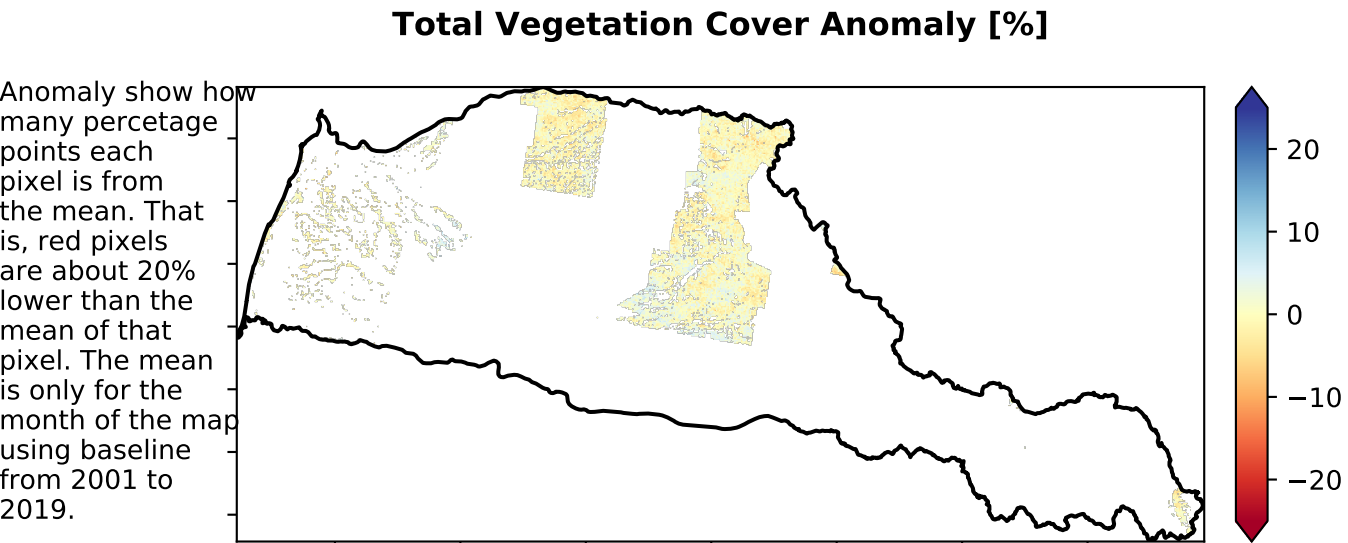 Total Vegetation Cover Anomaly [%]
Anomaly show how
many percetage
points each
pixel is from
the mean. That
is, red pixels
are about 20%
lower than the
mean of that
pixel. The mean
is only for the
month of the map
using baseline
from 2001 to
2019.
20
10
0
−10
−20